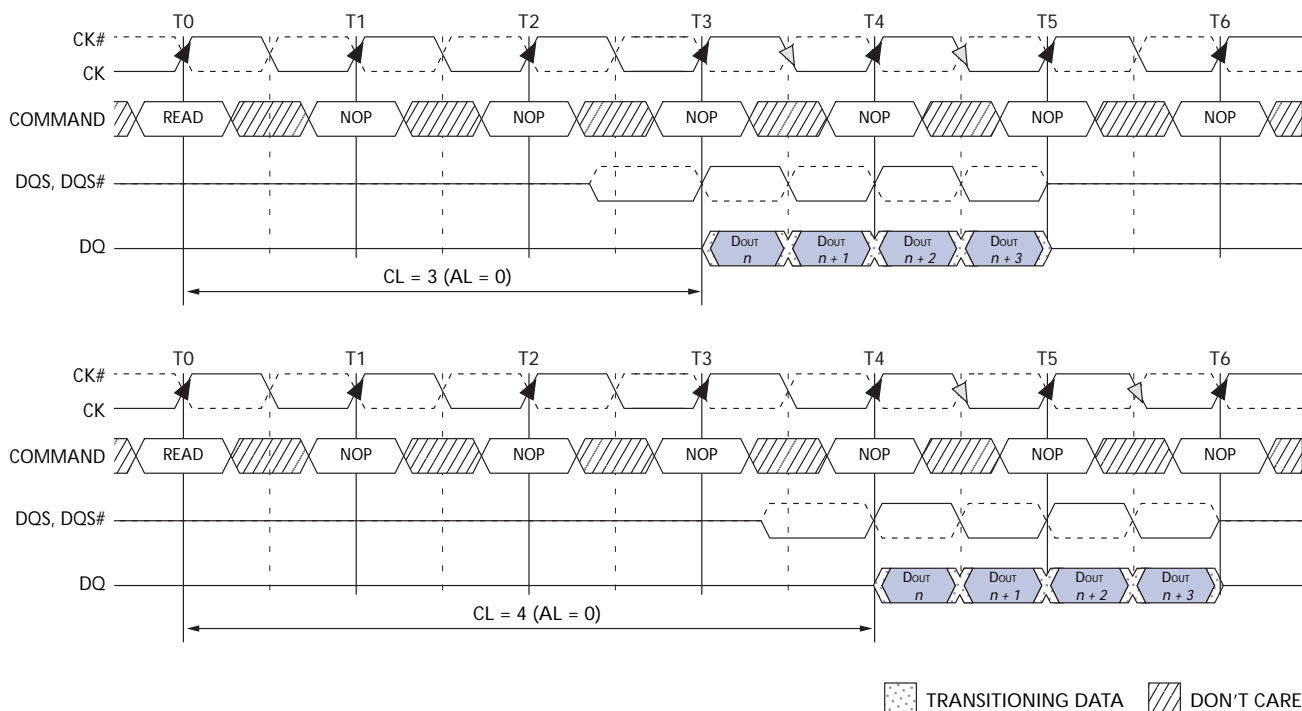 T0 T1 T2 T3 T4 T5 T6
CK#
CK
COMMAND READ NOP NOP NOP NOP NOP NOP
DQS, DQS#
DQ DOUT n DOUT n + 1 DOUT n + 2 DOUT n + 3
CL = 3 (AL = 0)
T0 T1 T2 T3 T4 T5 T6
CK#
CK
COMMAND READ NOP NOP NOP NOP NOP NOP
DQS, DQS#
DQ DOUT n DOUT n + 1 DOUT n + 2 DOUT n + 3
CL = 4 (AL = 0)
TRANSITIONING DATA DON'T CARE